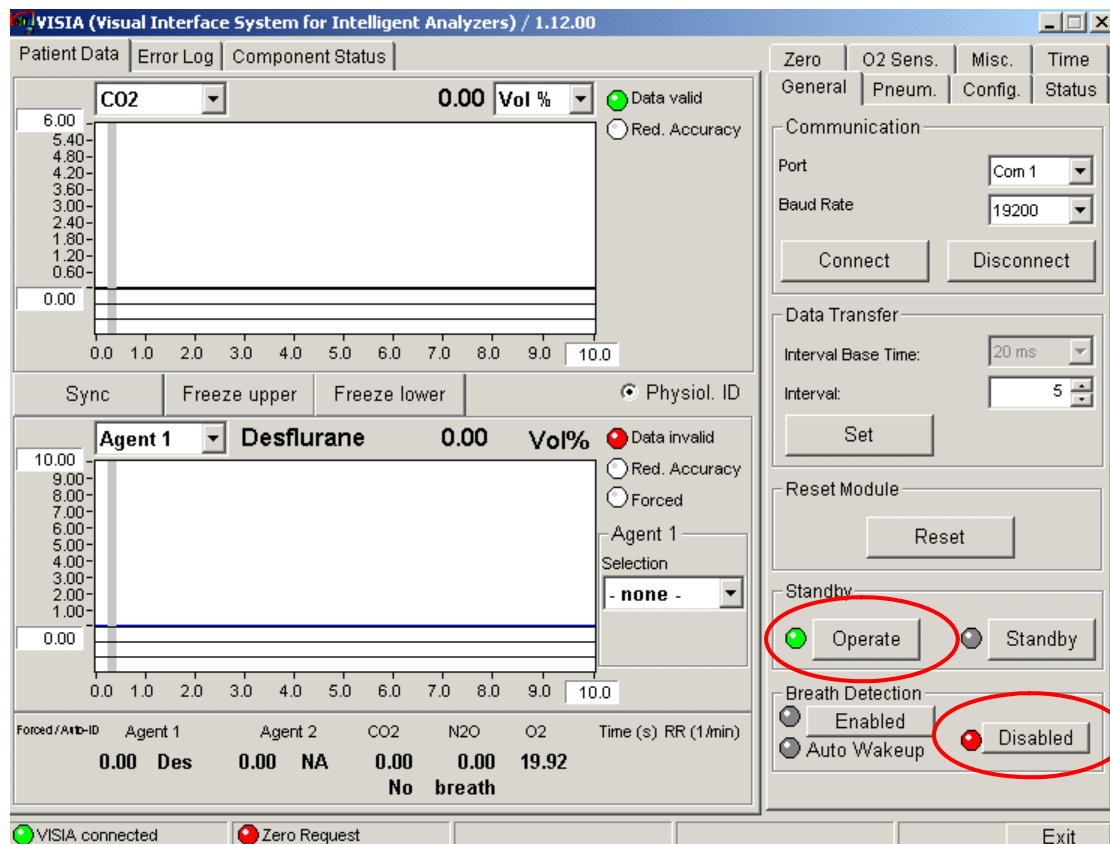 VISIA (Visual Interface System for Intelligent Analyzers) / 1.12.00
Patient Data Error Log Component Status
CO2 0.00 Vol %
Data valid
Red. Accuracy
6.00
5.40
4.80
4.20
3.60
3.00
2.40
1.80
1.20
0.60
0.00
0.0 1.0 2.0 3.0 4.0 5.0 6.0 7.0 8.0 9.0 10.0
Sync Freeze upper Freeze lower Physiol. ID
Agent 1 Desflurane 0.00 Vol%
Data invalid
Red. Accuracy
Forced
10.00
9.00
8.00
7.00
6.00
5.00
4.00
3.00
2.00
1.00
0.00
Agent 1
Selection
- none -
0.0 1.0 2.0 3.0 4.0 5.0 6.0 7.0 8.0 9.0 10.0
Forced/Auto-ID Agent 1 Agent 2 CO2 N2O O2 Time (s) RR (1/min)
0.00 Des 0.00 NA 0.00 0.00 19.92
No breath
Zero O2 Sens. Misc. Time
General Pneum. Config. Status
Communication
Port Com 1
Baud Rate 19200
Connect Disconnect
Data Transfer
Interval Base Time: 20 ms
Interval: 5
Set
Reset Module
Reset
Standby
Operate Standby
Breath Detection
Enabled
Auto Wakeup
Disabled
VISIA connected Zero Request Exit